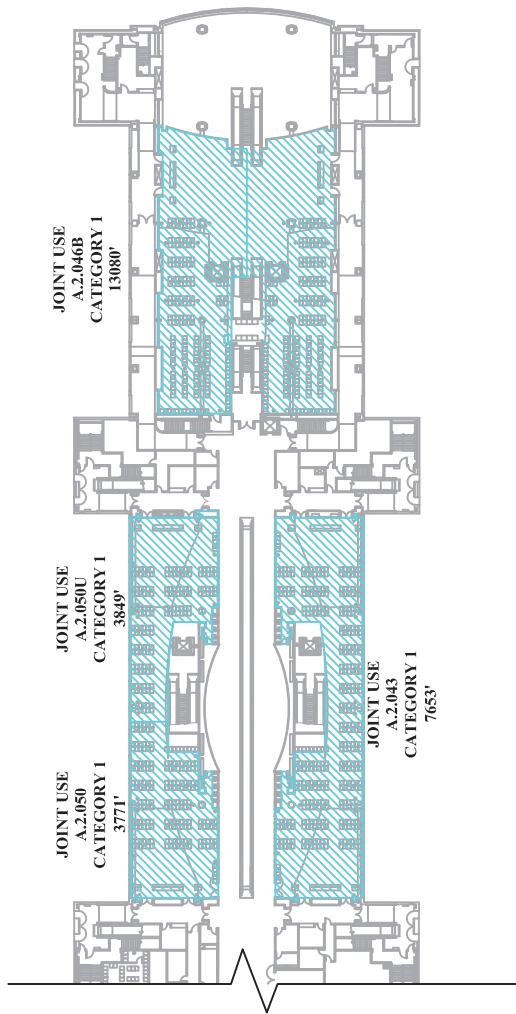 JOINT USE
A.2.046B
CATEGORY 1
13080'
JOINT USE
A.2.050U
CATEGORY 1
3849'
JOINT USE
A.2.043
CATEGORY 1
7653'
JOINT USE
A.2.050
CATEGORY 1
3771'